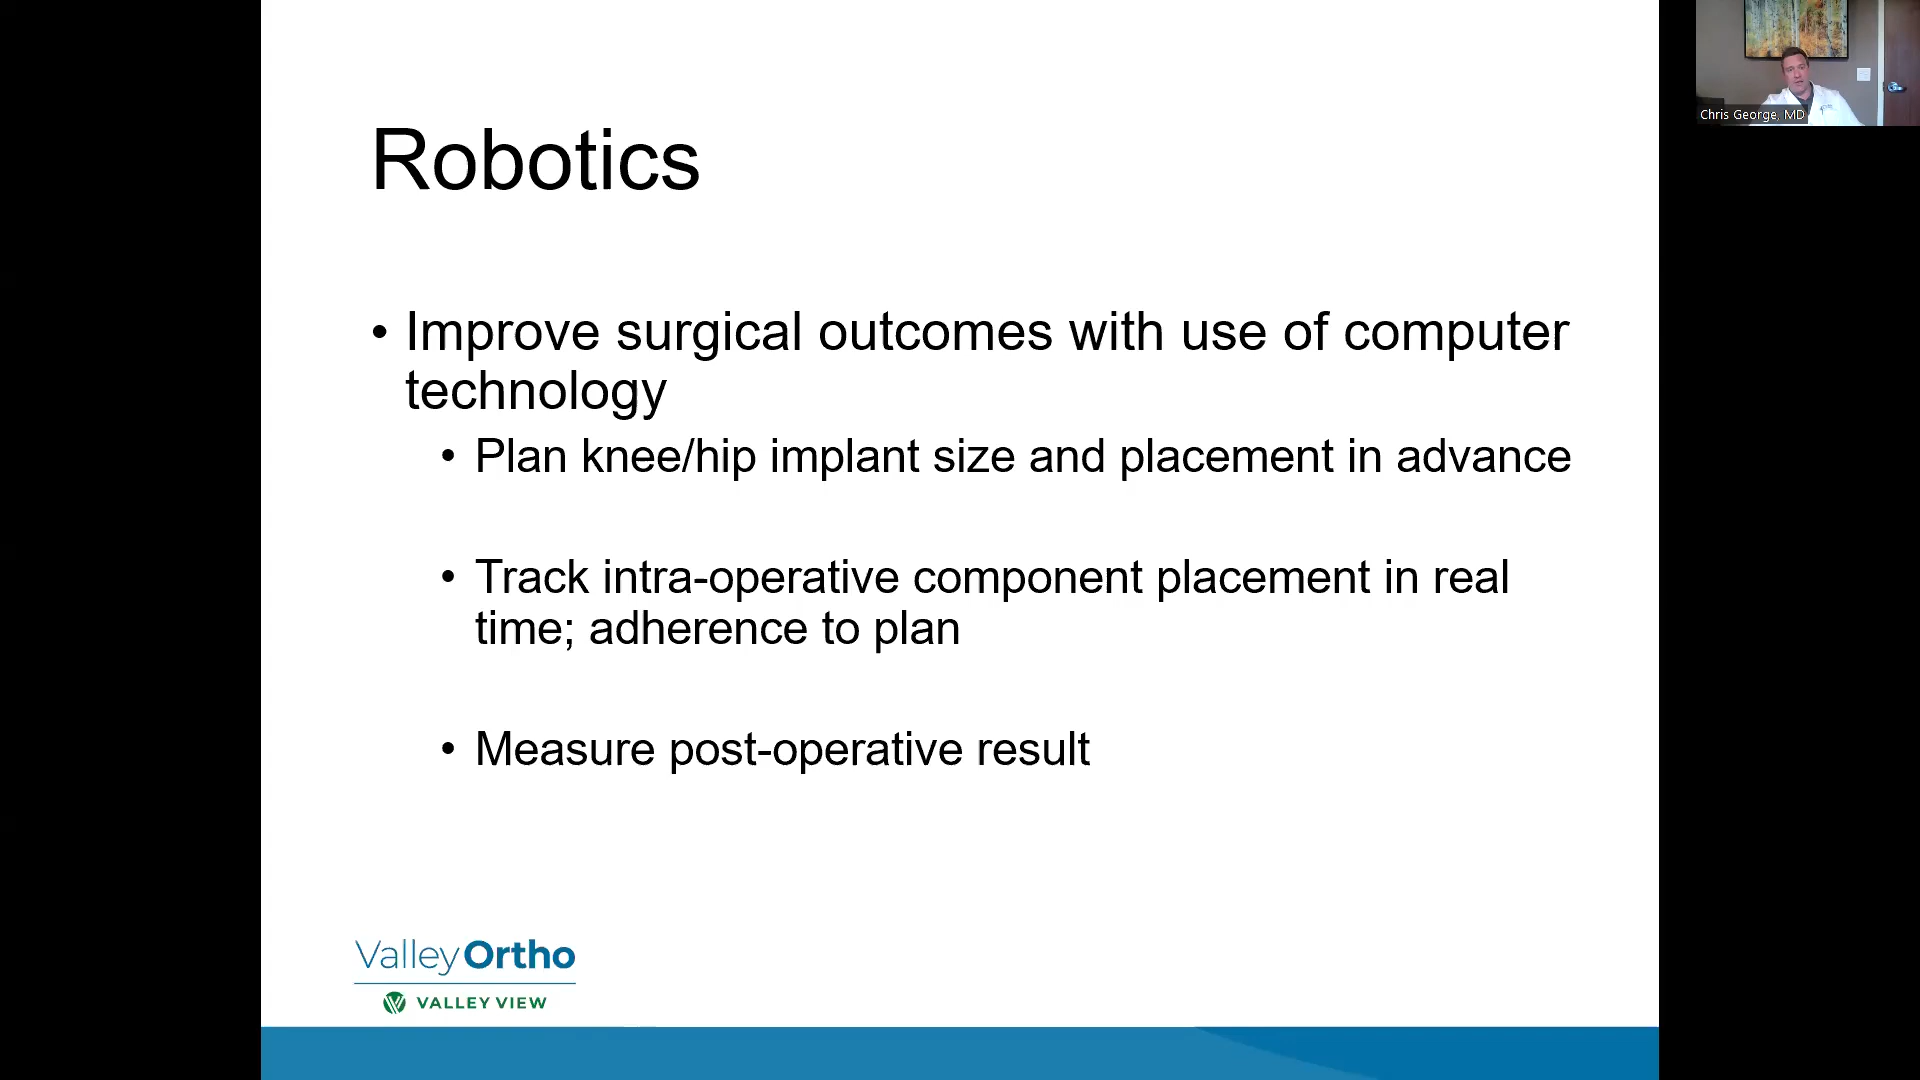 Chris George, MD
Robotics
• Improve surgical outcomes with use of computer
technology
• Plan knee/hip implant size and placement in advance
• Track intra-operative component placement in real
time; adherence to plan
• Measure post-operative result
ValleyOrtho
VALLEY VIEW